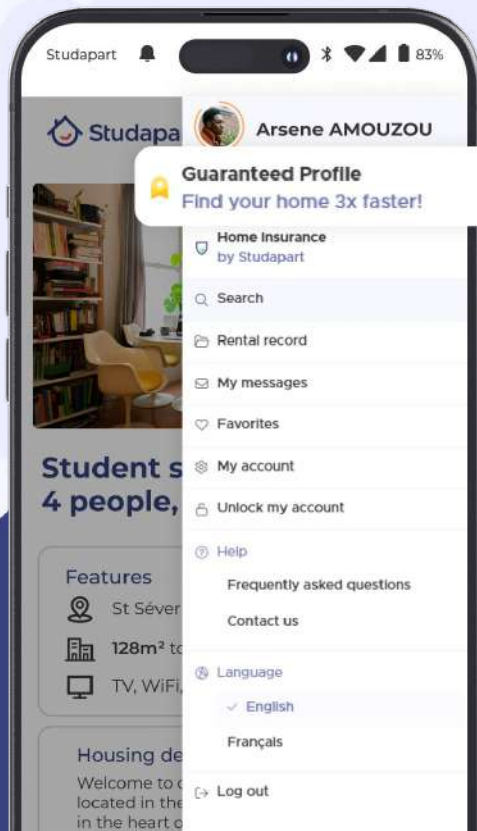 Studapart
83%
Studapa
Arsene AMOUZOU
Guaranteed Profile
Find your home 3x faster!
Home Insurance
by Studapart
Search
Rental record
My messages
Favorites
My account
Unlock my account
Help
Frequently asked questions
Contact us
Language
English
Français
Log out
Student s
4 people,
Features
St Séver
128m² to
TV, WiFi,
Housing de
Welcome to
located in the
in the heart o